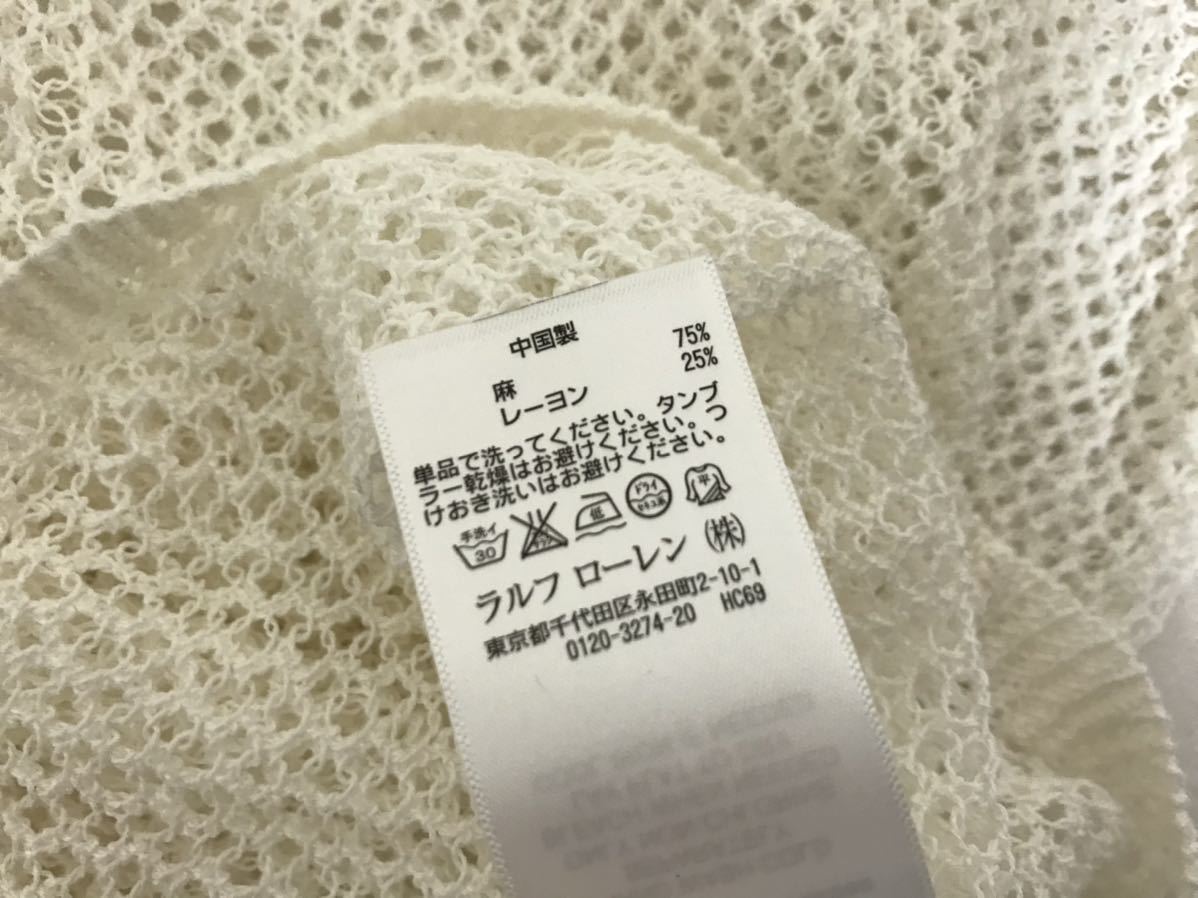 中国製
麻 75%
レーヨン 25%
単品で洗ってください。タンブ
ラー乾燥はお避けください。つ
けおき洗いはお避けください。
手洗イ 30 低 ドライ セキユ系 平
ラルフ ローレン (株)
東京都千代田区永田町2-10-1
0120-3274-20 HC69